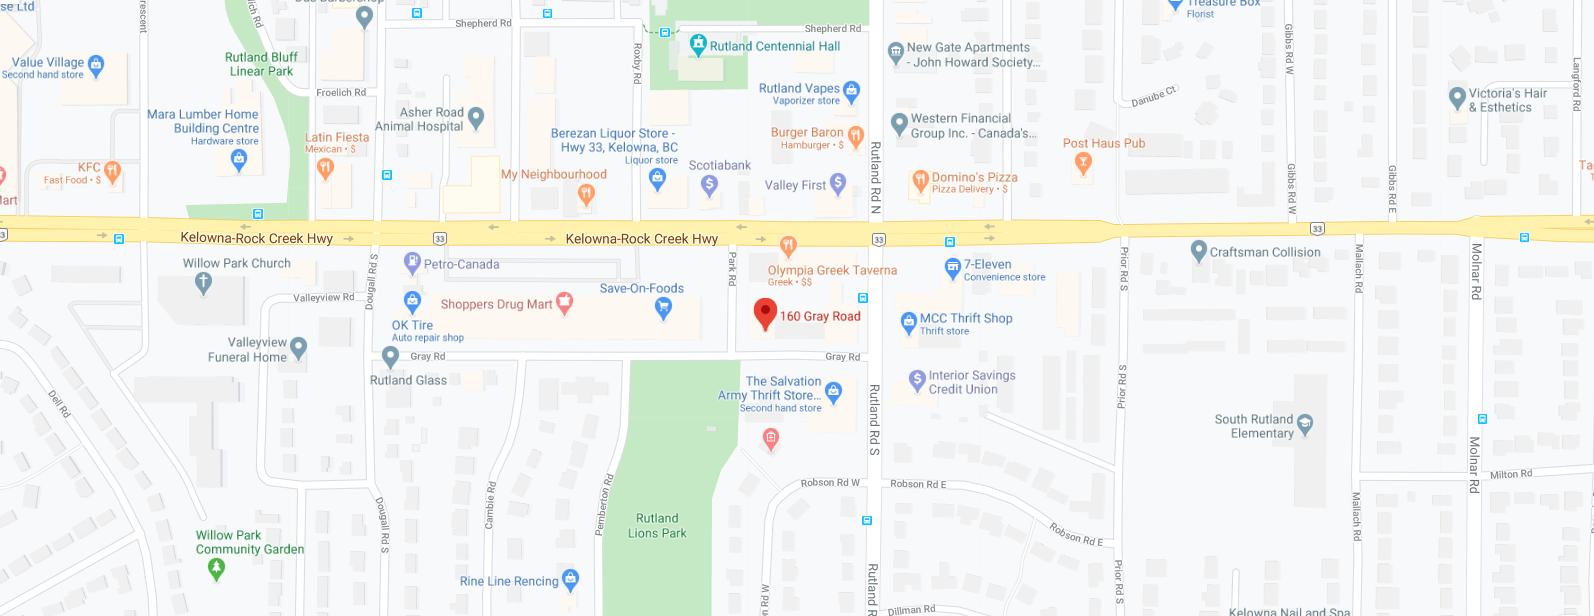 se Ltd
Crescent
Froelich Rd
Shepherd Rd
Treasure Box
Florist
Shepherd Rd
Rutland Centennial Hall
New Gate Apartments
- John Howard Society...
Gibbs Rd W
Langford Rd
Value Village
Second hand store
Rutland Bluff
Linear Park
Froelich Rd
Roxby Rd
Rutland Vapes
Vaporizer store
Danube Ct
Victoria's Hair
& Esthetics
Mara Lumber Home
Building Centre
Hardware store
Asher Road
Animal Hospital
Western Financial
Group Inc. - Canada's...
Latin Fiesta
Mexican • $
Berezan Liquor Store -
Hwy 33, Kelowna, BC
Liquor store
Burger Baron
Hamburger • $
Post Haus Pub
KFC
Fast Food • $
My Neighbourhood
Scotiabank
Valley First
Rutland Rd N
Domino's Pizza
Pizza Delivery • $
Gibbs Rd W
Gibbs Rd E
Mart
Kelowna-Rock Creek Hwy
33
Kelowna-Rock Creek Hwy
33
33
Willow Park Church
Petro-Canada
Park Rd
Olympia Greek Taverna
Greek • $$
7-Eleven
Convenience store
Prior Rd S
Craftsman Collision
Mallach Rd
Molnar Rd
Valleyview Rd
Dougall Rd S
Shoppers Drug Mart
Save-On-Foods
OK Tire
Auto repair shop
160 Gray Road
MCC Thrift Shop
Thrift store
Valleyview
Funeral Home
Gray Rd
Gray Rd
Rutland Glass
The Salvation
Army Thrift Store...
Second hand store
Interior Savings
Credit Union
Prior Rd S
Dell Rd
Rutland Rd S
South Rutland
Elementary
Molnar Rd
Milton Rd
Robson Rd W
Robson Rd E
Cambie Rd
Pemberton Rd
Dougall Rd S
Rutland
Lions Park
Robson Rd E
Mallach Rd
Willow Park
Community Garden
Rine Line Rencing
Prior Rd S
Dillman Rd
Kelowna Nail and Spa